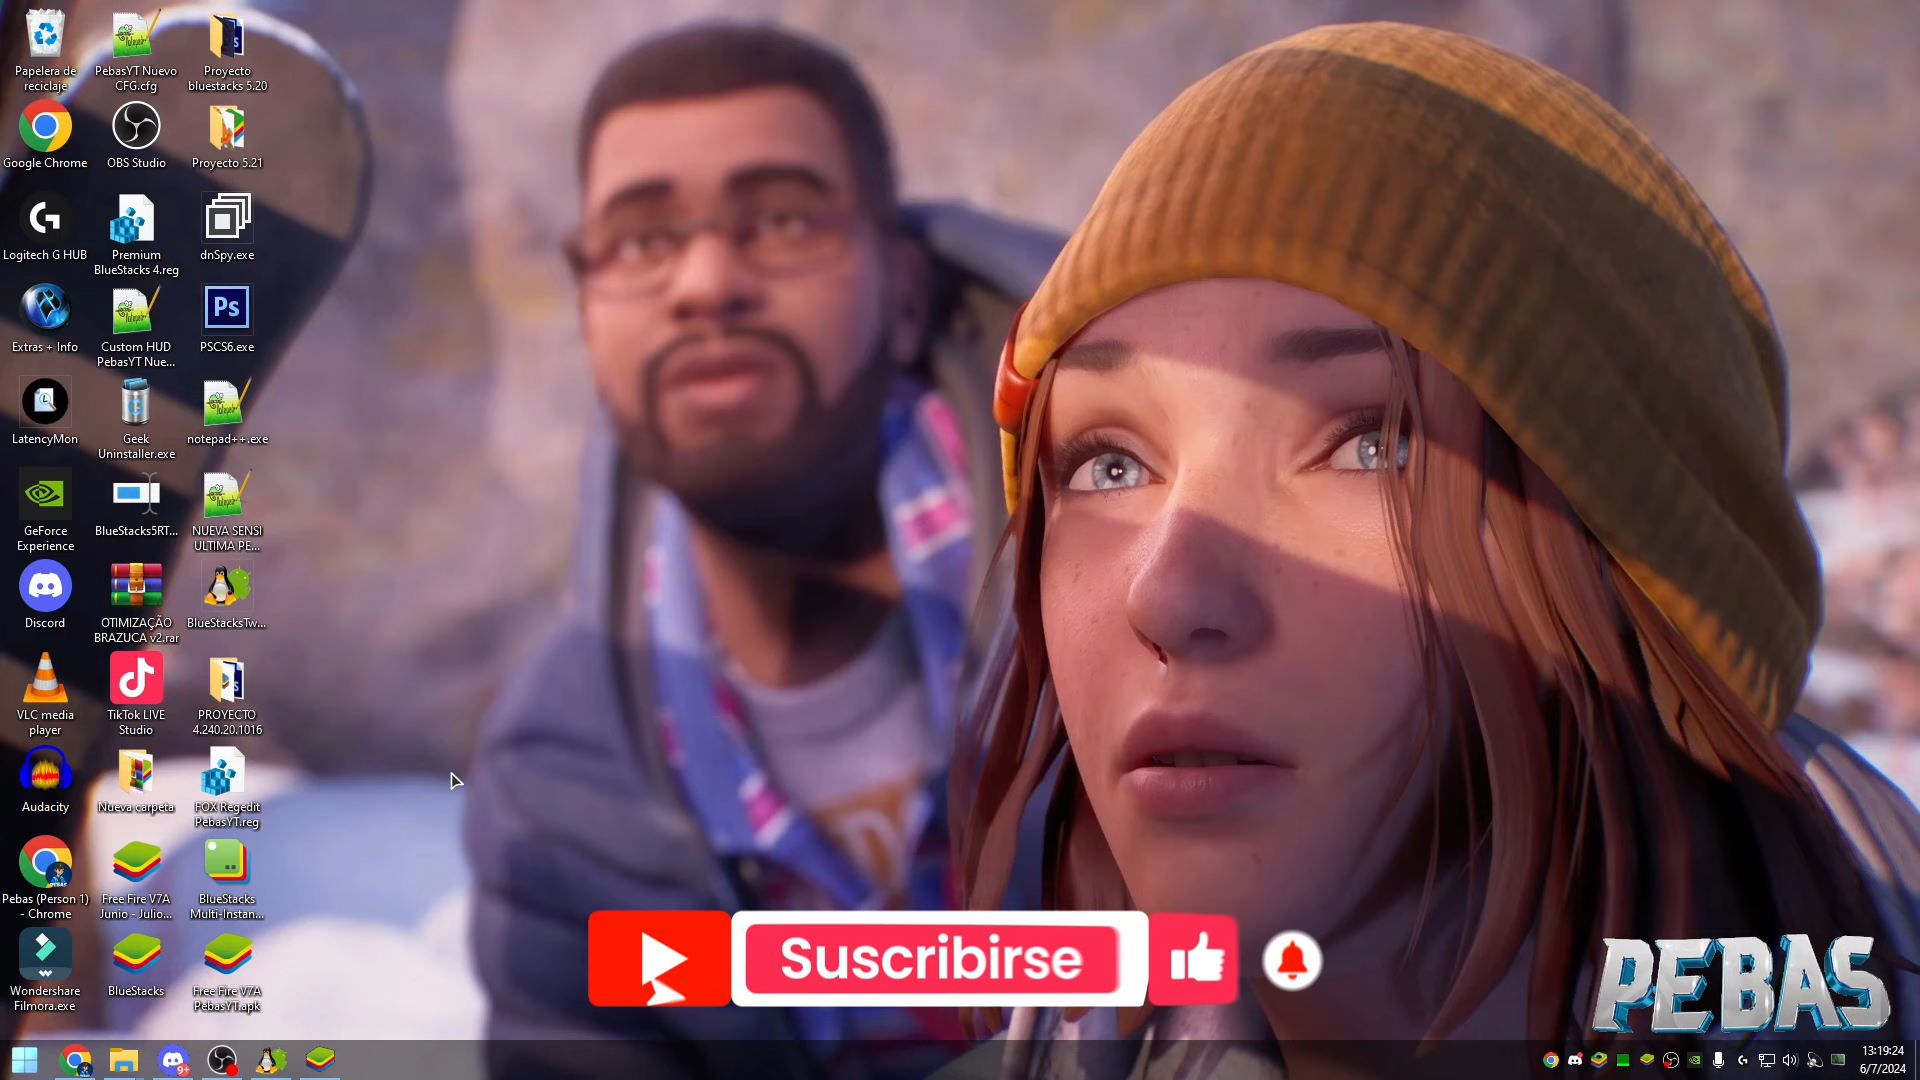 Papelera de
reciclaje
PebasYT Nuevo
CFG.cfg
Proyecto
bluestacks 5.20
Google Chrome
OBS Studio
Proyecto 5.21
Logitech G HUB
Premium
BlueStacks 4.reg
dnSpy.exe
Extras + Info
Custom HUD
PebasYT Nue...
Ps
PSCS6.exe
LatencyMon
Geek
Uninstaller.exe
notepad++.exe
GeForce
Experience
BlueStacks5RT...
NUEVA SENSI
ULTIMA PE...
Discord
OTIMIZAÇÃO
BRAZUCA v2.rar
BlueStacksTw...
VLC media
player
TikTok LIVE
Studio
PROYECTO
4.240.20.1016
Audacity
Nueva carpeta
FOX Regedit
PebasYT.reg
Pebas (Person 1)
- Chrome
Free Fire V7A
Junio - Julio...
BlueStacks
Multi-Instan...
Wondershare
Filmora.exe
BlueStacks
Free Fire V7A
PebasYT.apk
Suscribirse
PEBAS
9+
13:19:24
6/7/2024